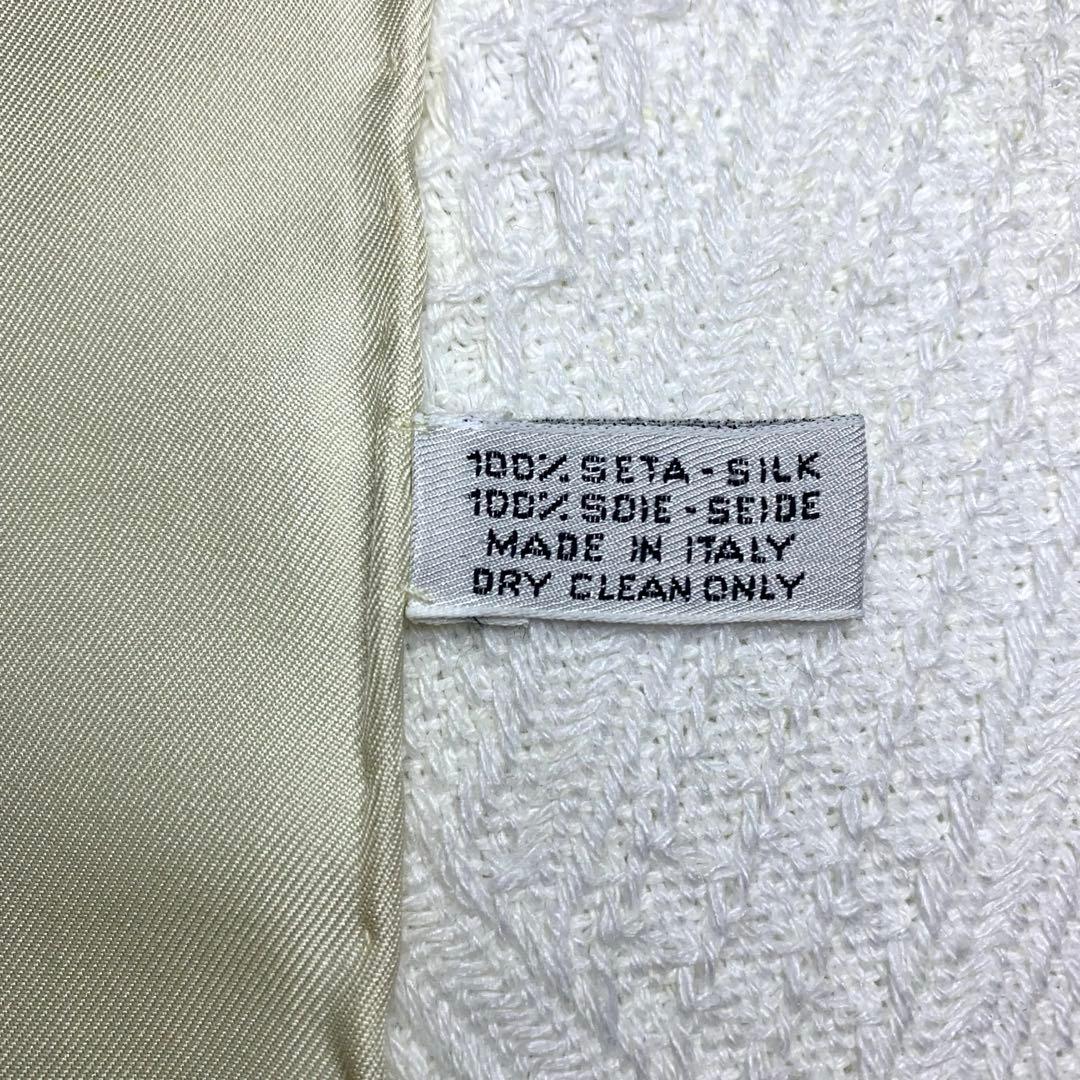 100% SETA - SILK
100% SOIE - SEIDE
MADE IN ITALY
DRY CLEAN ONLY